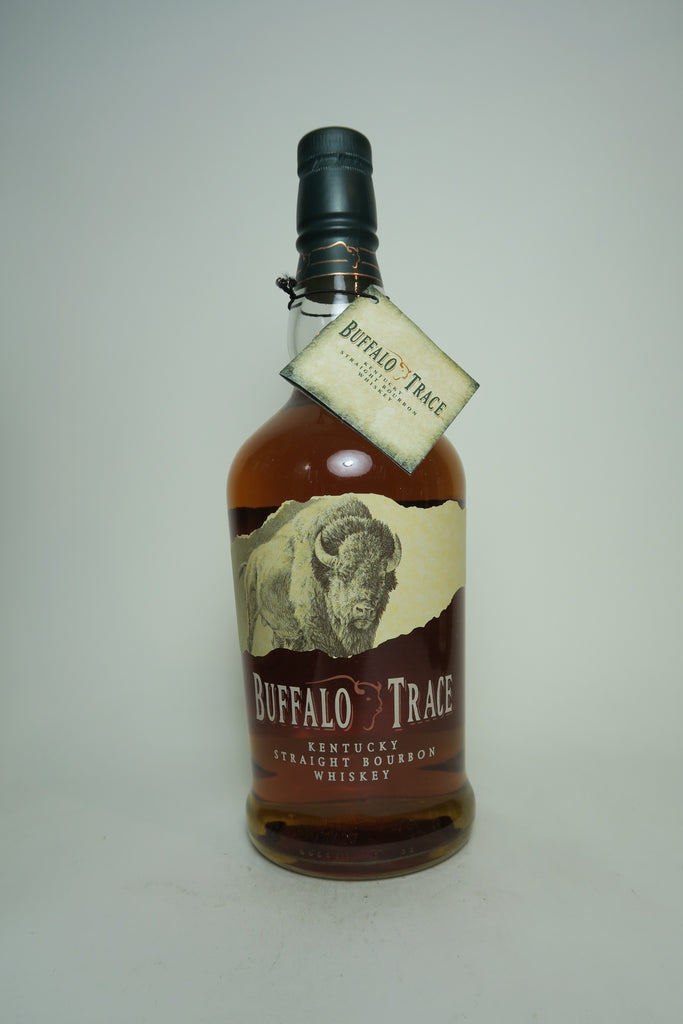 BUFFALO TRACE
KENTUCKY
STRAIGHT BOURBON
WHISKEY
BUFFALO TRACE
KENTUCKY
STRAIGHT BOURBON
WHISKEY